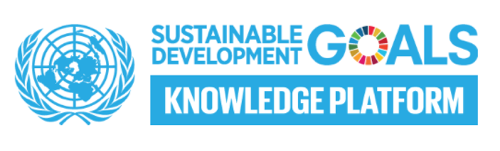 SUSTAINABLE
DEVELOPMENT GOALS
KNOWLEDGE PLATFORM